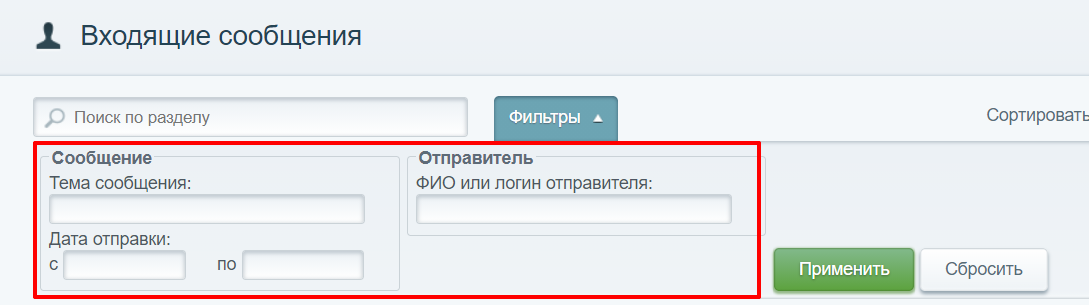 Входящие сообщения
Поиск по разделу
Фильтры
Сортировать
Сообщение
Тема сообщения:
Дата отправки:
с по
Отправитель
ФИО или логин отправителя:
Применить
Сбросить